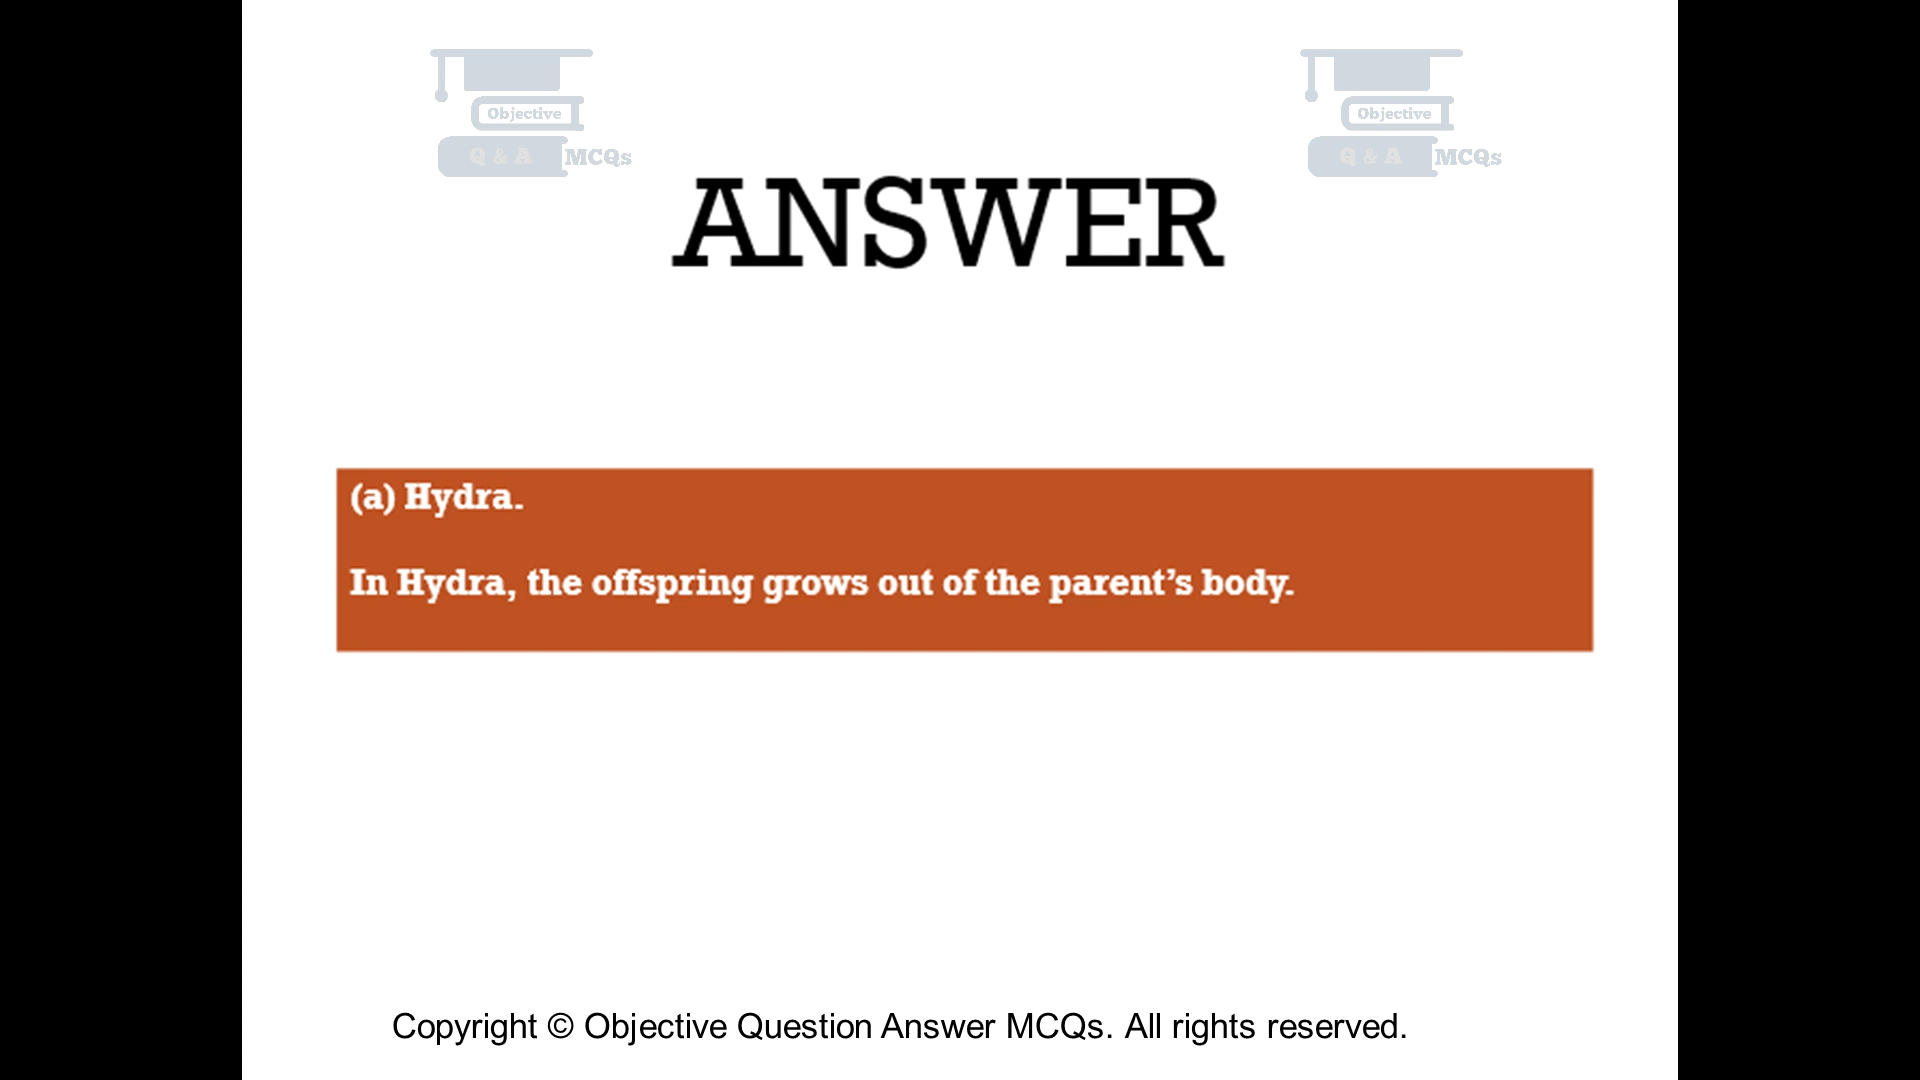 Objective
Q & A MCQs
Objective
Q & A MCQs
ANSWER
(a) Hydra.
In Hydra, the offspring grows out of the parent’s body.
Copyright © Objective Question Answer MCQs. All rights reserved.